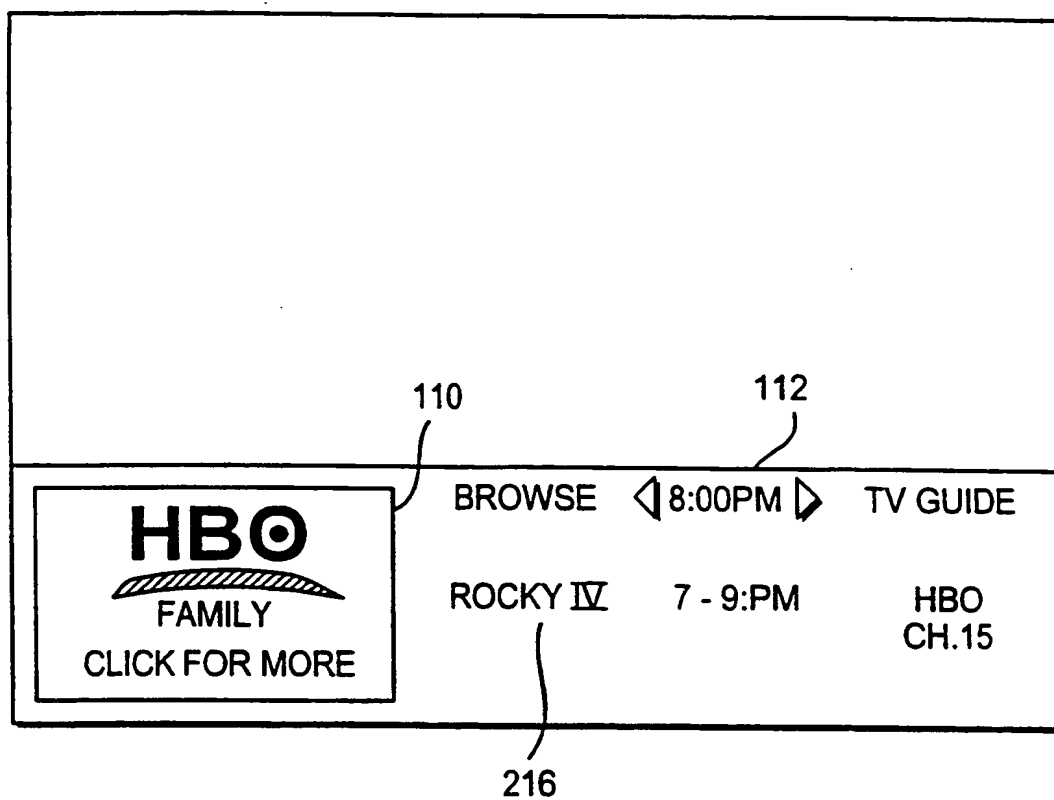 110
112
BROWSE 8:00PM TV GUIDE
HBO
FAMILY
CLICK FOR MORE
ROCKY IV 7 - 9:PM HBO
CH.15
216